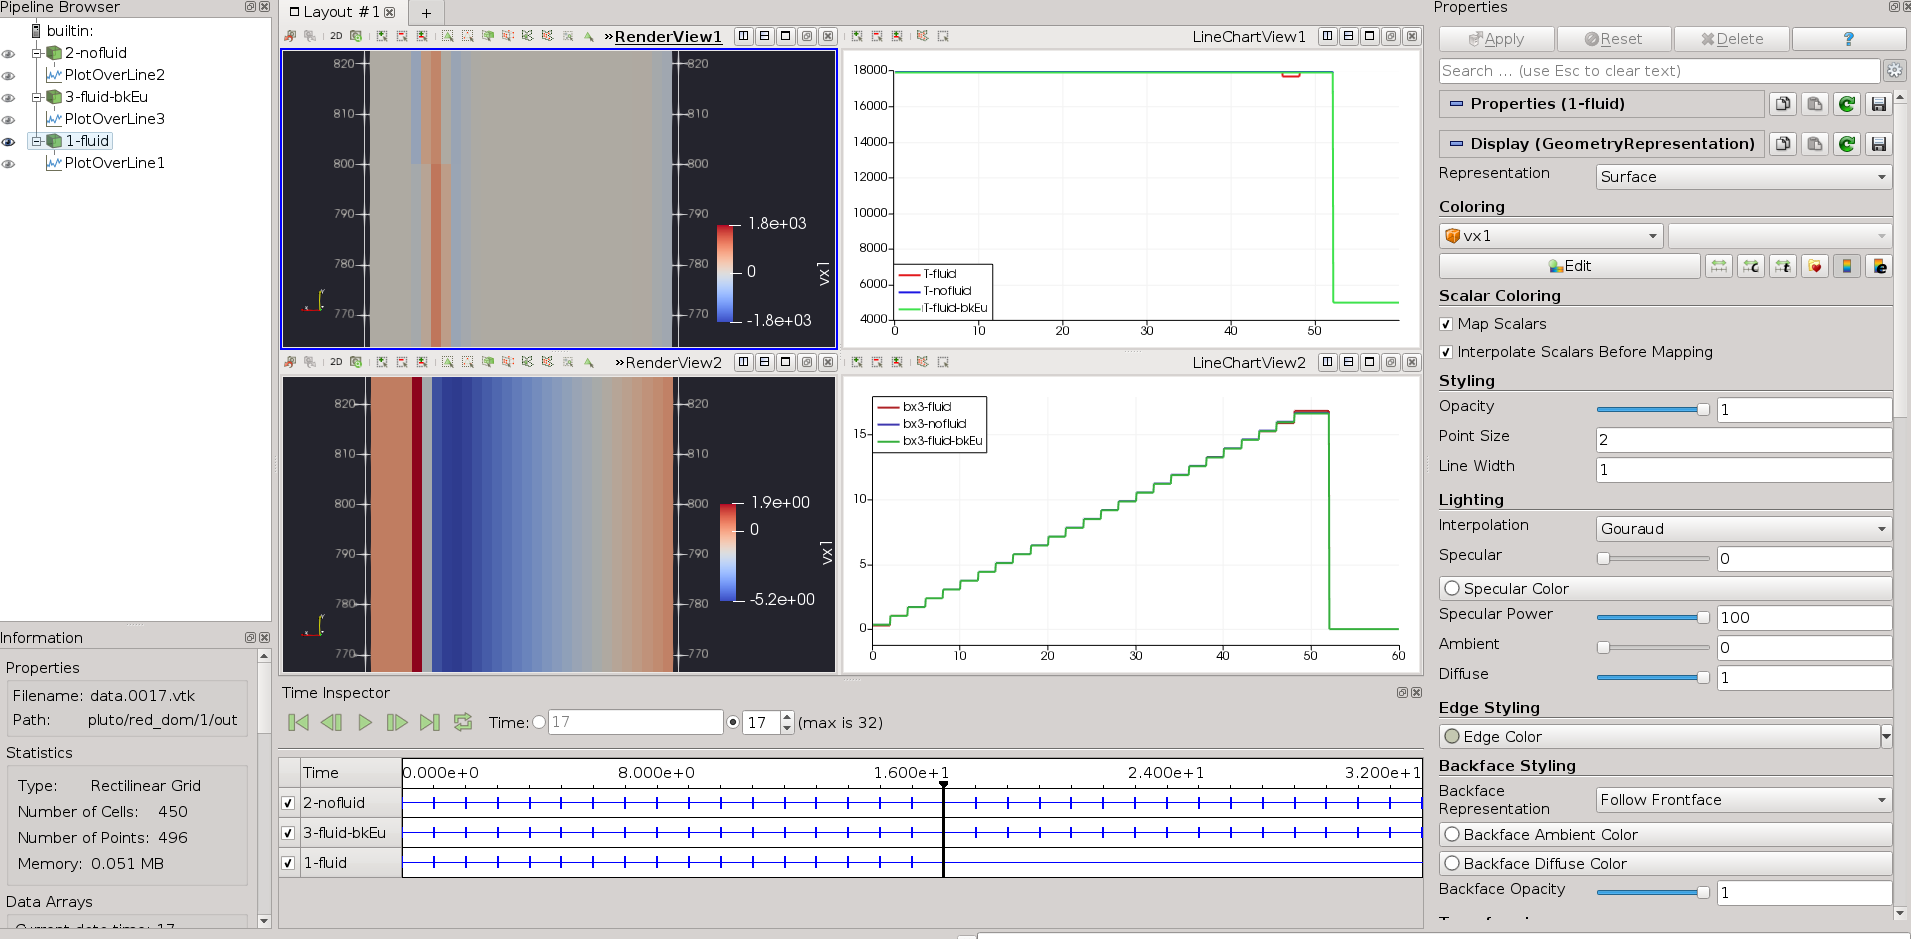 Pipeline Browser
builtin:
2-nofluid
PlotOverLine2
3-fluid-bkEu
PlotOverLine3
1-fluid
PlotOverLine1
Information
Properties
Filename: data.0017.vtk
Path: pluto/red_dom/1/out
Statistics
Type: Rectilinear Grid
Number of Cells: 450
Number of Points: 496
Memory: 0.051 MB
Data Arrays
Layout #1
+
2D
»RenderView1
820 820
810 810
800 800
790 790
780 780
770 770
1.8e+03
0
-1.8e+03
vx1
LineChartView1
18000
16000
14000
12000
10000
8000
6000
4000
T-fluid
T-nofluid
T-fluid-bkEu
0 10 20 30 40 50
2D
»RenderView2
820 820
810 810
800 800
790 790
780 780
770 770
1.9e+00
0
-5.2e+00
vx1
LineChartView2
bx3-fluid
bx3-nofluid
bx3-fluid-bkEu
15
10
5
0
0 10 20 30 40 50 60
Time Inspector
Time: 17 17 (max is 32)
Time 0.000e+0 8.000e+0 1.600e+1 2.400e+1 3.200e+1
2-nofluid
3-fluid-bkEu
1-fluid
Properties
Apply Reset Delete ?
Search ... (use Esc to clear text)
Properties (1-fluid)
Display (GeometryRepresentation)
Representation Surface
Coloring
vx1
Edit
Scalar Coloring
Map Scalars
Interpolate Scalars Before Mapping
Styling
Opacity 1
Point Size 2
Line Width 1
Lighting
Interpolation Gouraud
Specular 0
Specular Color
Specular Power 100
Ambient 0
Diffuse 1
Edge Styling
Edge Color
Backface Styling
Backface
Representation Follow Frontface
Backface Ambient Color
Backface Diffuse Color
Backface Opacity 1